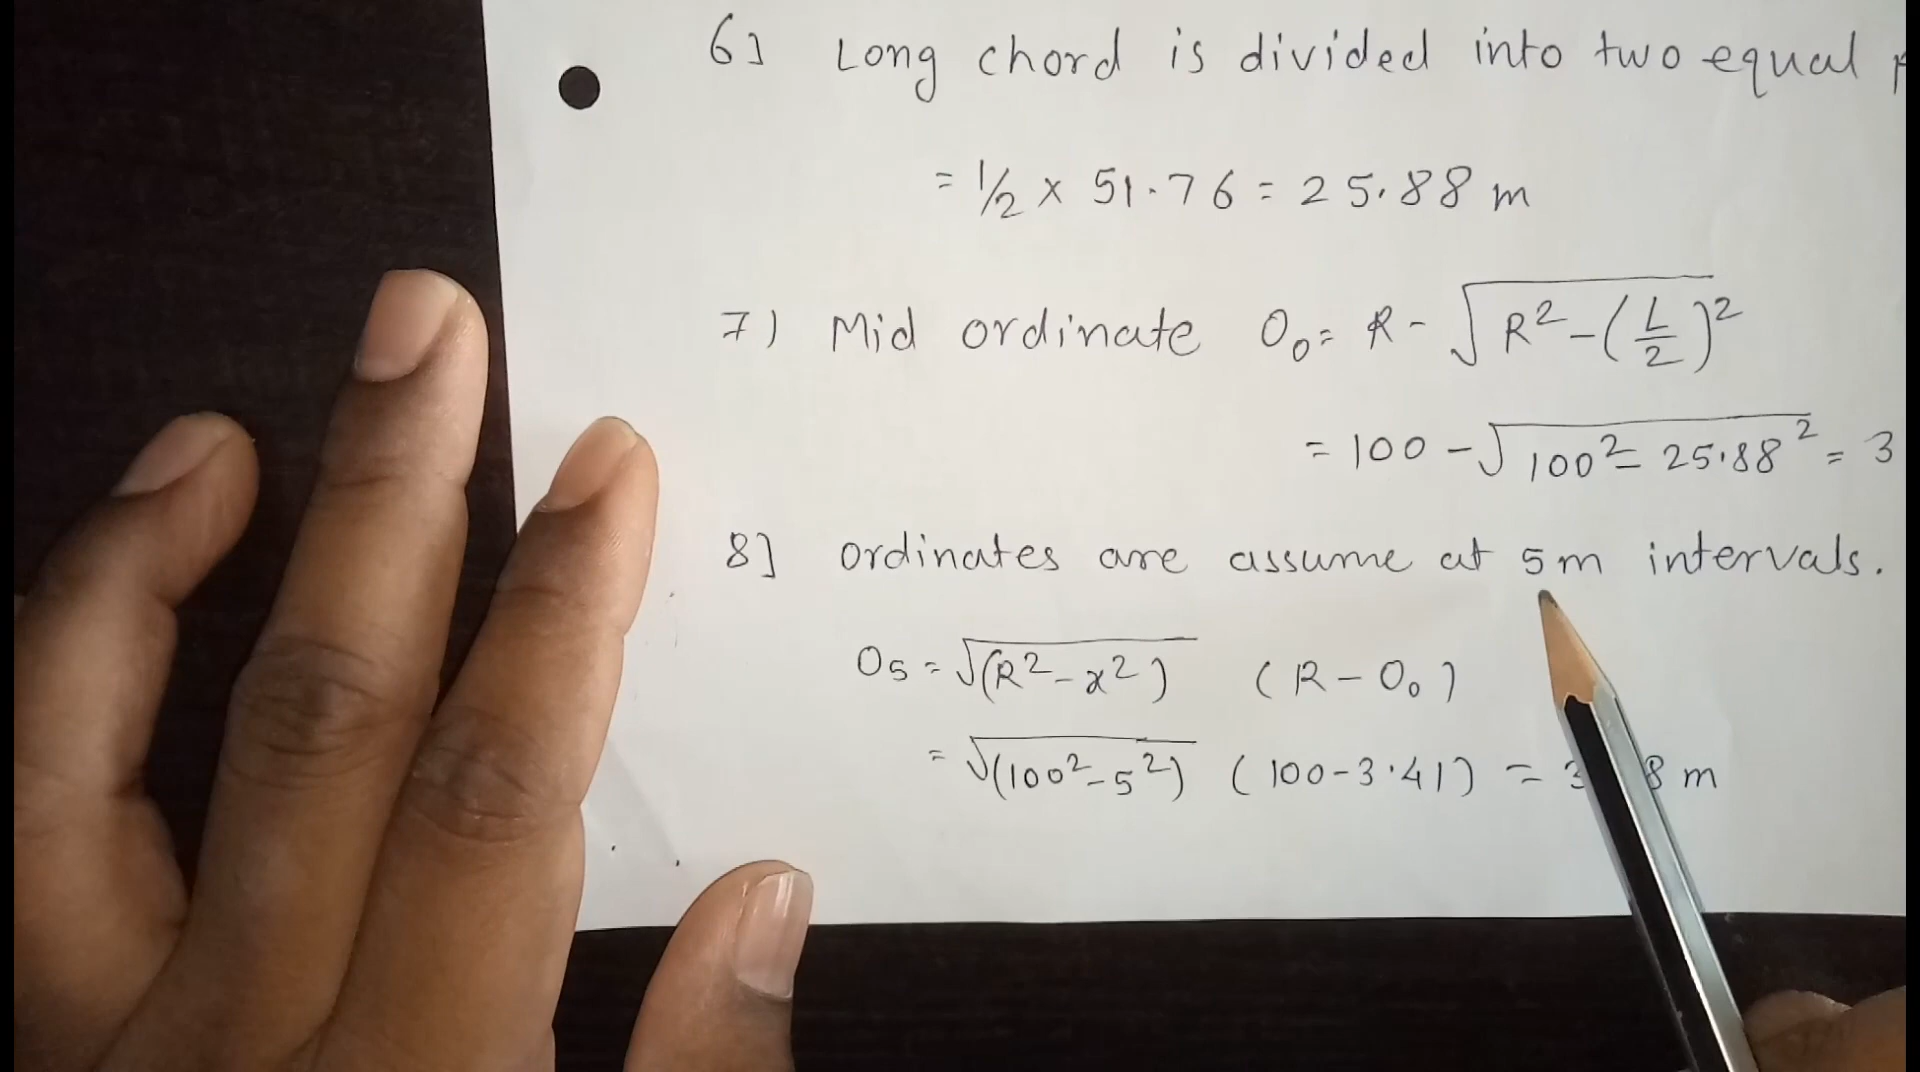 6] Long chord is divided into two equal
= 1/2 × 51.76 = 25.88 m
7) Mid ordinate O₀ = R - √R² - (L/2)²
= 100 - √100² - 25.88² = 3
8] ordinates are assume at 5m intervals.
O5 = √(R² - x²) (R - O₀)
= √(100² - 5²) (100 - 3.41) = 8 m